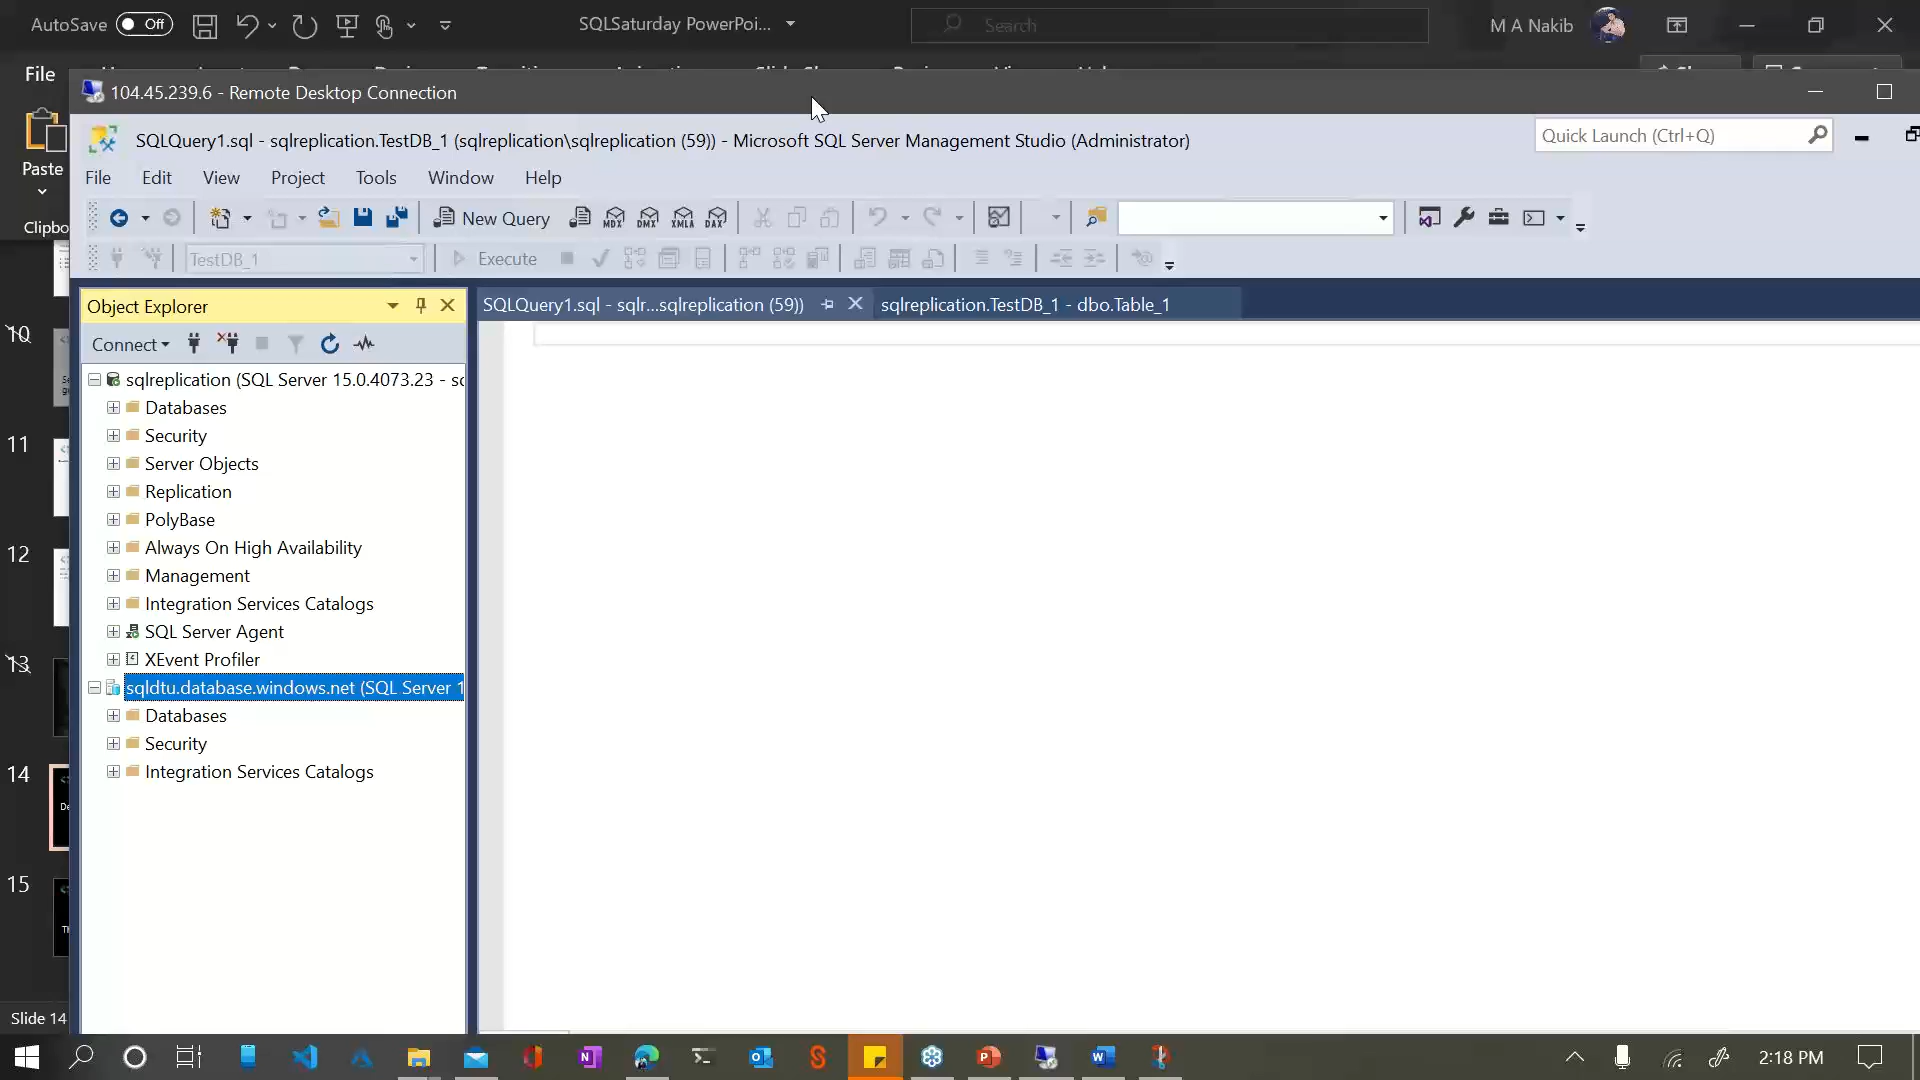 AutoSave Off
SQLSaturday PowerPoi...
Search
M A Nakib
File
104.45.239.6 - Remote Desktop Connection
Paste
Clipbo
SQLQuery1.sql - sqlreplication.TestDB_1 (sqlreplication\sqlreplication (59)) - Microsoft SQL Server Management Studio (Administrator)
Quick Launch (Ctrl+Q)
File Edit View Project Tools Window Help
New Query MDX DMX XMLA DAX
TestDB_1 Execute
Object Explorer
SQLQuery1.sql - sqlr...sqlreplication (59))
sqlreplication.TestDB_1 - dbo.Table_1
Connect
sqlreplication (SQL Server 15.0.4073.23 - sq
Databases
Security
Server Objects
Replication
PolyBase
Always On High Availability
Management
Integration Services Catalogs
SQL Server Agent
XEvent Profiler
sqldtu.database.windows.net (SQL Server 1
Databases
Security
Integration Services Catalogs
10
11
12
13
14
15
Slide 14
2:18 PM